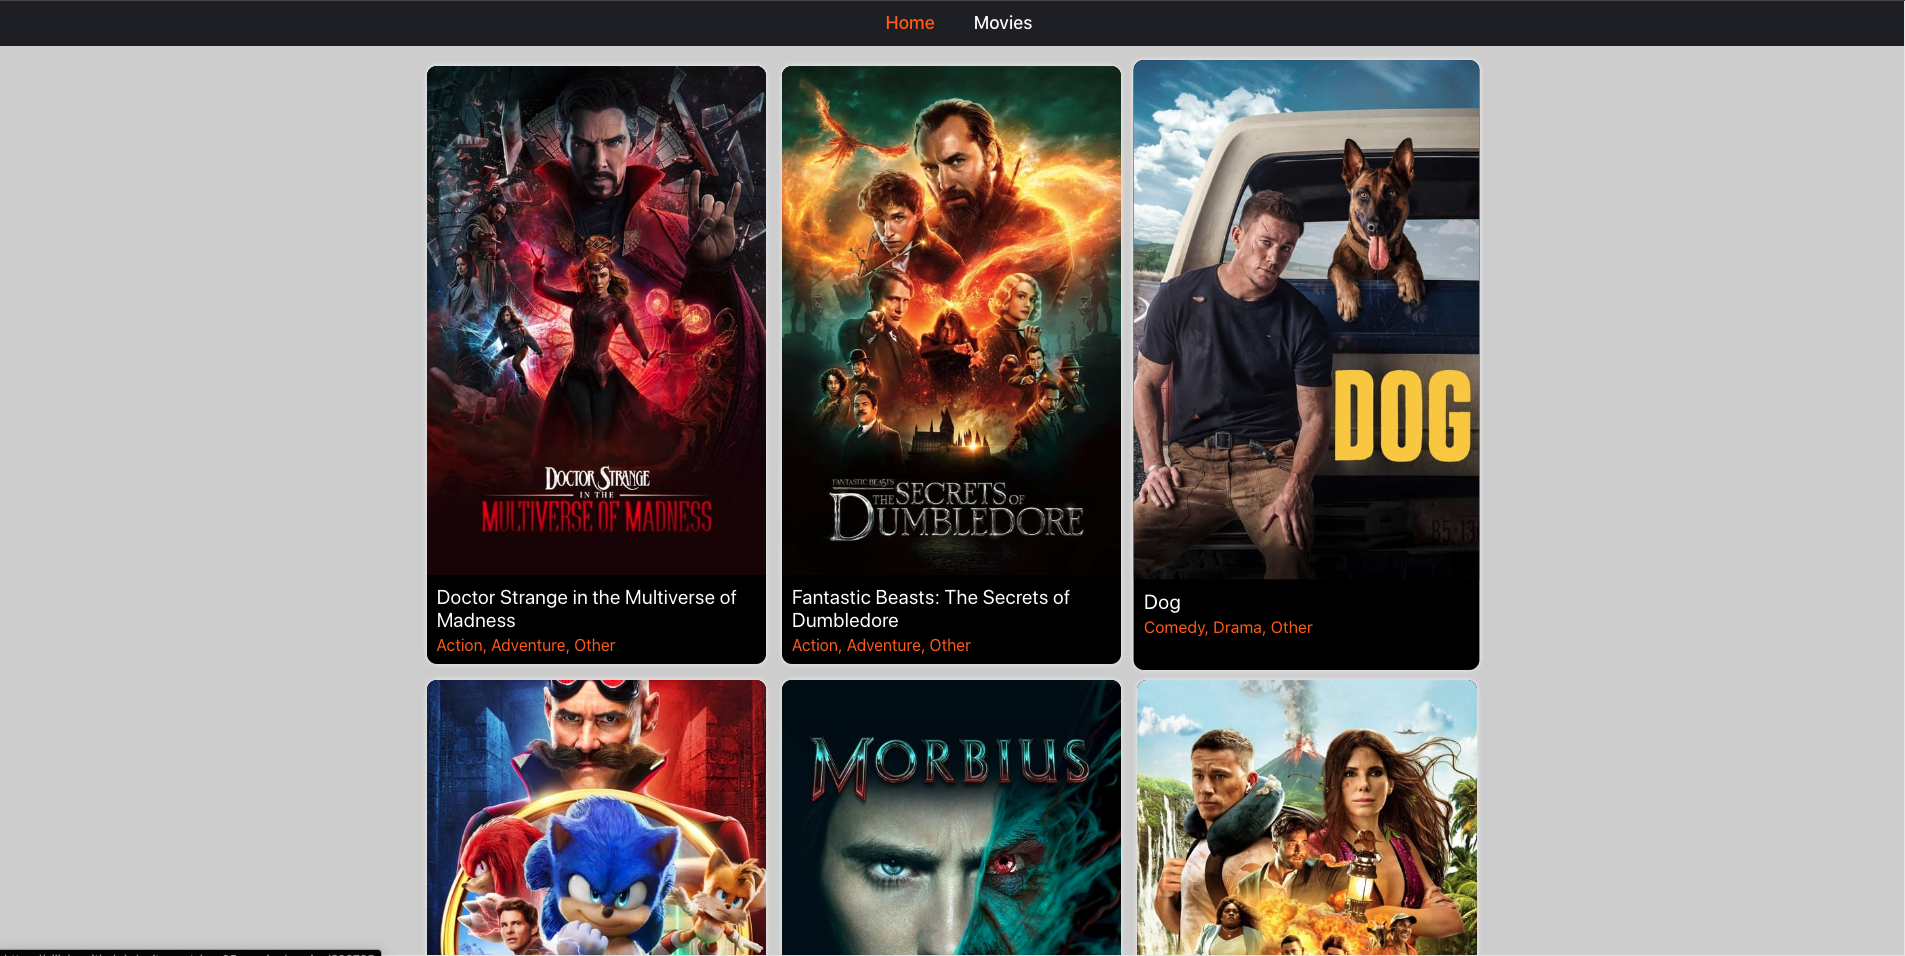 Home Movies
DOCTOR STRANGE
IN THE
MULTIVERSE OF MADNESS
FANTASTIC BEASTS
THE SECRETS OF
DUMBLEDORE
DOG
Doctor Strange in the Multiverse of
Madness
Action, Adventure, Other
Fantastic Beasts: The Secrets of
Dumbledore
Action, Adventure, Other
Dog
Comedy, Drama, Other
MORBIUS